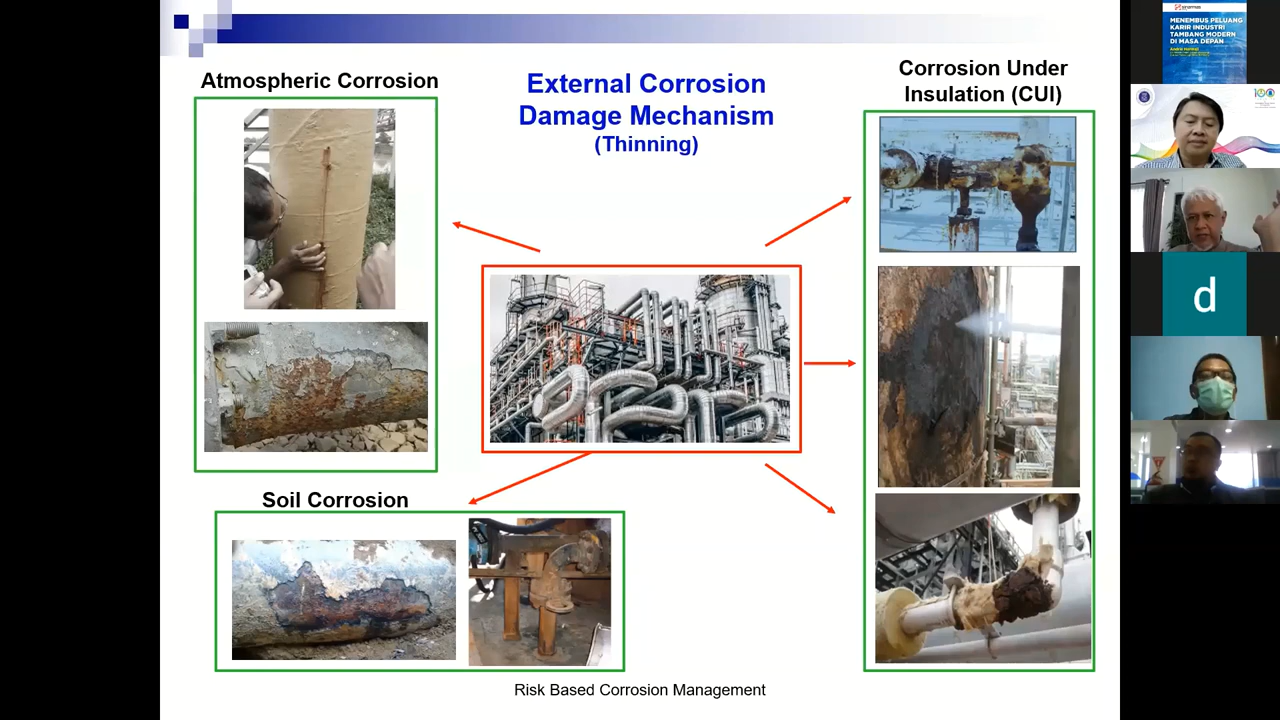 Atmospheric Corrosion
External Corrosion
Damage Mechanism
(Thinning)
Corrosion Under
Insulation (CUI)
Soil Corrosion
Risk Based Corrosion Management
MENEMBUS PELUANG
KARIR INDUSTRI
TAMBANG MODERN
DI MASA DEPAN
d